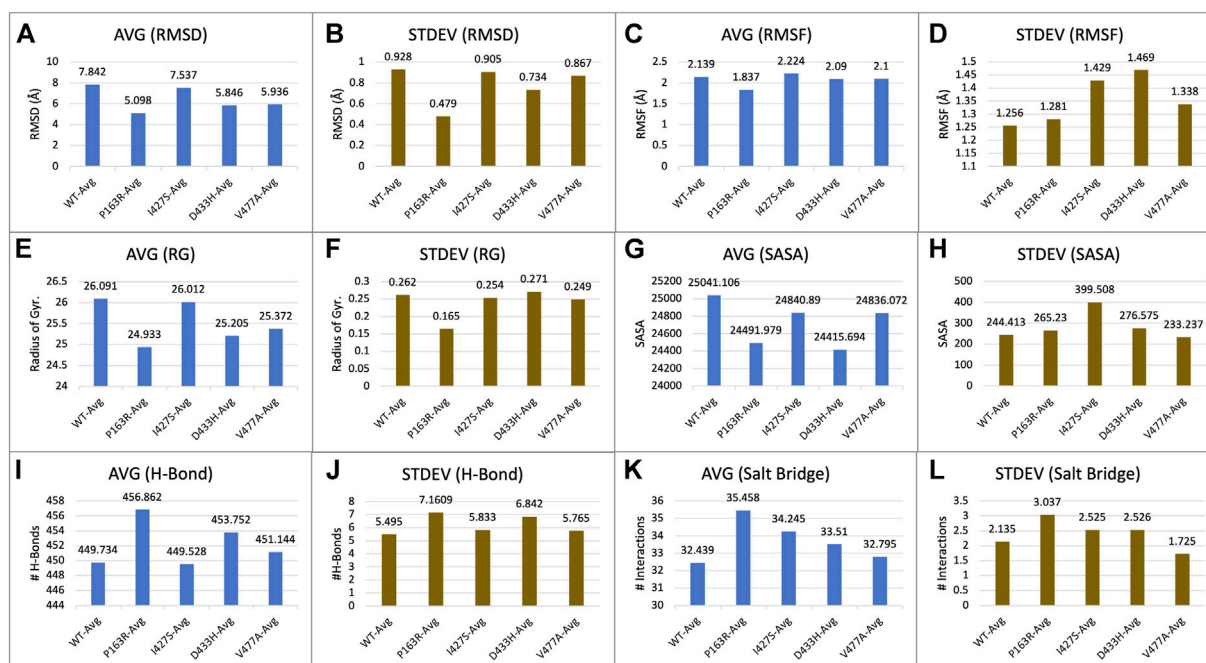 A
AVG (RMSD)
RMSD (Å)
10
8
6
4
2
0
7.842
5.098
7.537
5.846
5.936
WT-Avg
P163R-Avg
I427S-Avg
D433H-Avg
V477A-Avg
B
STDEV (RMSD)
RMSD (Å)
1
0.8
0.6
0.4
0.2
0
0.928
0.479
0.905
0.734
0.867
WT-Avg
P163R-Avg
I427S-Avg
D433H-Avg
V477A-Avg
C
AVG (RMSF)
RMSF (Å)
2.5
2
1.5
1
0.5
0
2.139
1.837
2.224
2.09
2.1
WT-Avg
P163R-Avg
I427S-Avg
D433H-Avg
V477A-Avg
D
STDEV (RMSF)
RMSF (Å)
1.5
1.45
1.4
1.35
1.3
1.25
1.2
1.15
1.1
1.256
1.281
1.429
1.469
1.338
WT-Avg
P163R-Avg
I427S-Avg
D433H-Avg
V477A-Avg
E
AVG (RG)
Radius of Gyr.
26.5
26
25.5
25
24.5
24
26.091
24.933
26.012
25.205
25.372
WT-Avg
P163R-Avg
I427S-Avg
D433H-Avg
V477A-Avg
F
STDEV (RG)
Radius of Gyr.
0.3
0.25
0.2
0.15
0.1
0.05
0
0.262
0.165
0.254
0.271
0.249
WT-Avg
P163R-Avg
I427S-Avg
D433H-Avg
V477A-Avg
G
AVG (SASA)
SASA
25200
25000
24800
24600
24400
24200
24000
25041.106
24491.979
24840.89
24415.694
24836.072
WT-Avg
P163R-Avg
I427S-Avg
D433H-Avg
V477A-Avg
H
STDEV (SASA)
SASA
500
400
300
200
100
0
244.413
265.23
399.508
276.575
233.237
WT-Avg
P163R-Avg
I427S-Avg
D433H-Avg
V477A-Avg
I
AVG (H-Bond)
# H-Bonds
458
456
454
452
450
448
446
444
449.734
456.862
449.528
453.752
451.144
WT-Avg
P163R-Avg
I427S-Avg
D433H-Avg
V477A-Avg
J
STDEV (H-Bond)
#H-Bonds
8
7
6
5
4
3
2
1
0
5.495
7.1609
5.833
6.842
5.765
WT-Avg
P163R-Avg
I427S-Avg
D433H-Avg
V477A-Avg
K
AVG (Salt Bridge)
# Interactions
36
35
34
33
32
31
30
32.439
35.458
34.245
33.51
32.795
WT-Avg
P163R-Avg
I427S-Avg
D433H-Avg
V477A-Avg
L
STDEV (Salt Bridge)
# Interactions
3.5
3
2.5
2
1.5
1
0.5
0
2.135
3.037
2.525
2.526
1.725
WT-Avg
P163R-Avg
I427S-Avg
D433H-Avg
V477A-Avg